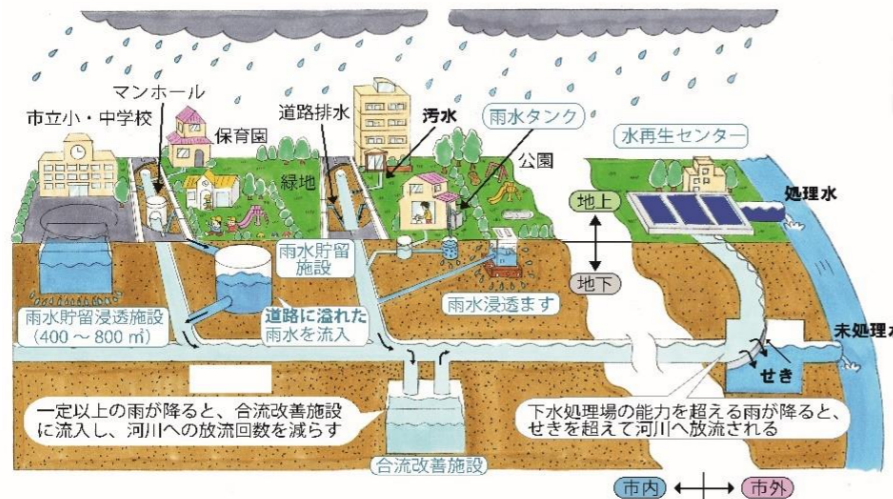 マンホール
市立小・中学校
保育園
道路排水
汚水
雨水タンク
緑地
公園
水再生センター
処理水
地上
地下
雨水貯留
施設
雨水貯留浸透施設
(400～800㎥)
道路に溢れた
雨水を流入
雨水浸透ます
未処理水
せき
一定以上の雨が降ると、合流改善施設
に流入し、河川への放流回数を減らす
下水処理場の能力を超える雨が降ると、
せきを超えて河川へ放流される
合流改善施設
市内
市外